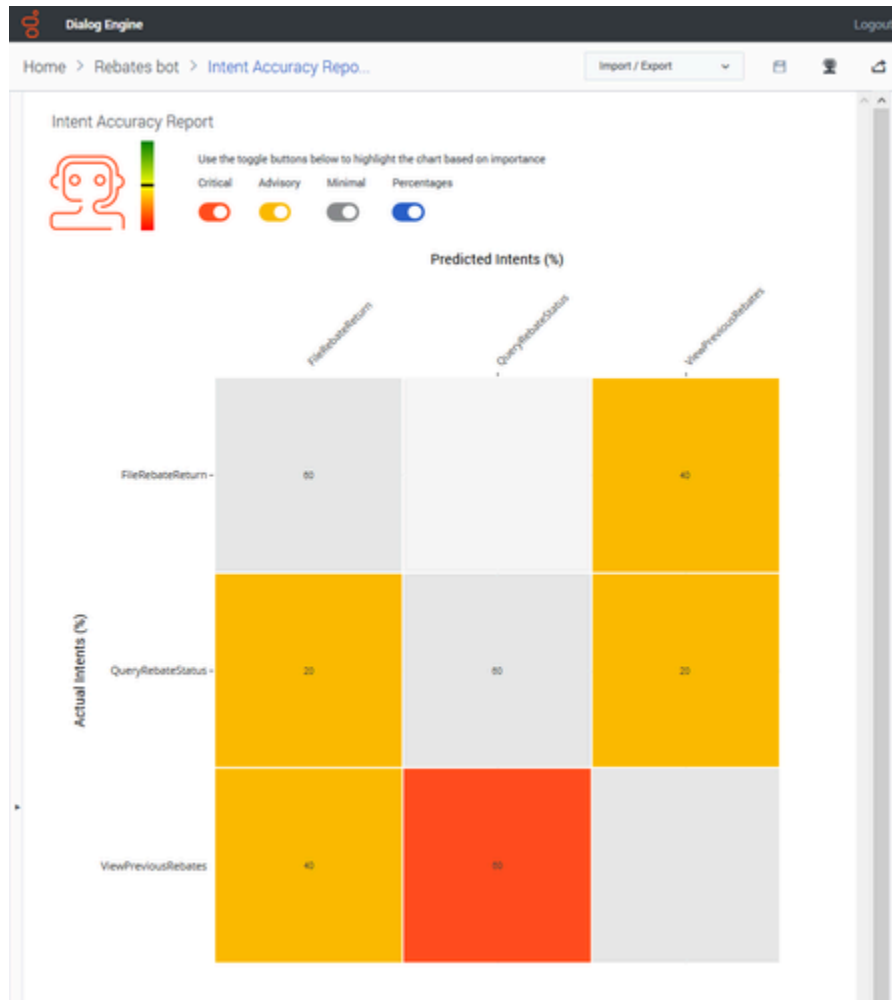 Dialog Engine
Logout
Home > Rebates bot > Intent Accuracy Repo...
Import / Export
Intent Accuracy Report
Use the toggle buttons below to highlight the chart based on importance
Critical Advisory Minimal Percentages
Predicted Intents (%)
FileRebateReturn
QueryRebateStatus
ViewPreviousRebates
Actual Intents (%)
FileRebateReturn
60
40
QueryRebateStatus
20
60
20
ViewPreviousRebates
40
60